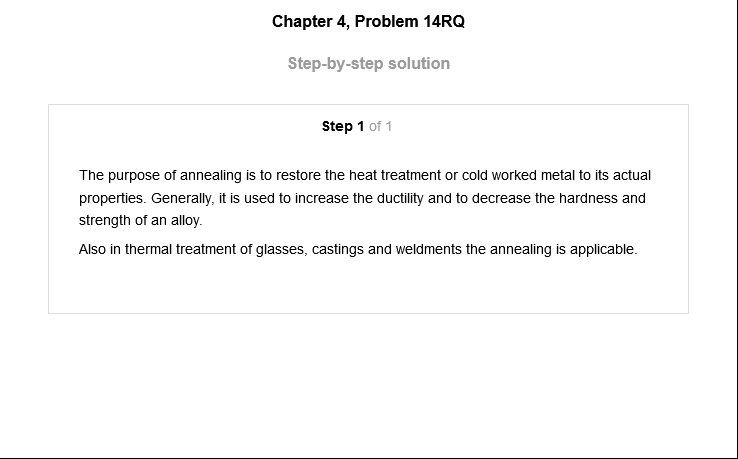 Chapter 4, Problem 14RQ
Step-by-step solution
Step 1 of 1
The purpose of annealing is to restore the heat treatment or cold worked metal to its actual
properties. Generally, it is used to increase the ductility and to decrease the hardness and
strength of an alloy.
Also in thermal treatment of glasses, castings and weldments the annealing is applicable.